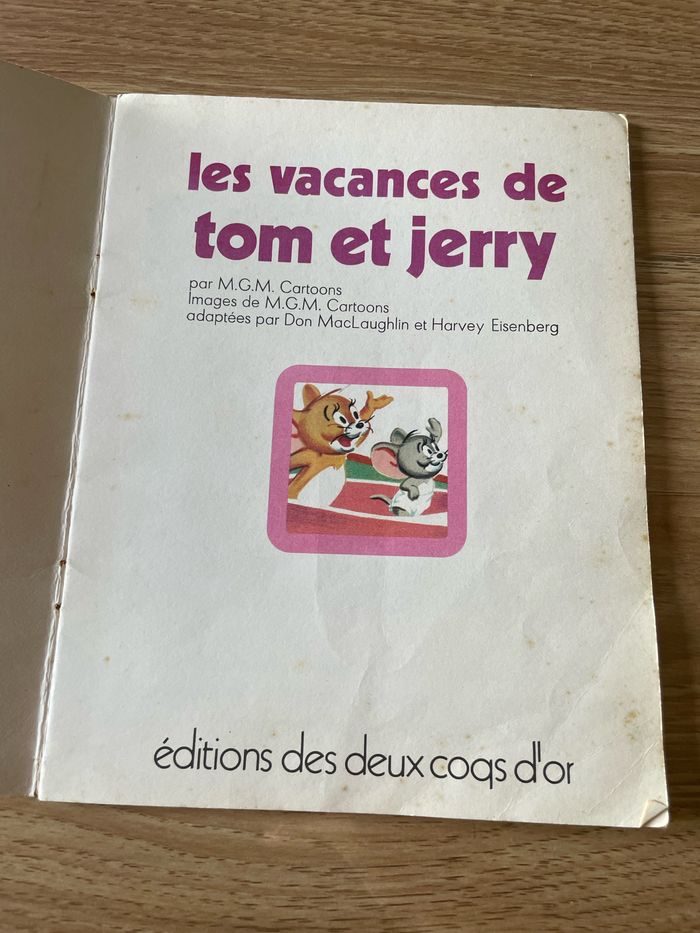 les vacances de
tom et jerry
par M.G.M. Cartoons
Images de M.G.M. Cartoons
adaptées par Don MacLaughlin et Harvey Eisenberg
éditions des deux coqs d'or